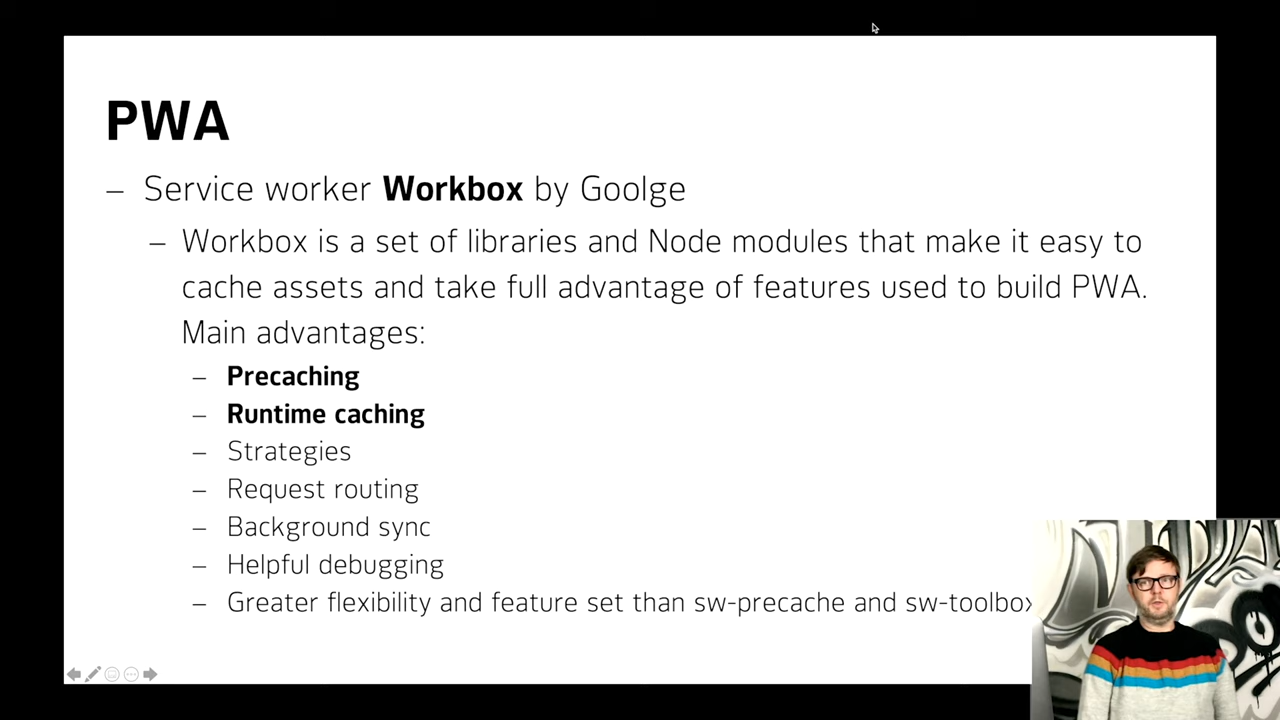 PWA
– Service worker Workbox by Goolge
– Workbox is a set of libraries and Node modules that make it easy to
cache assets and take full advantage of features used to build PWA.
Main advantages:
– Precaching
– Runtime caching
– Strategies
– Request routing
– Background sync
– Helpful debugging
– Greater flexibility and feature set than sw-precache and sw-toolbox